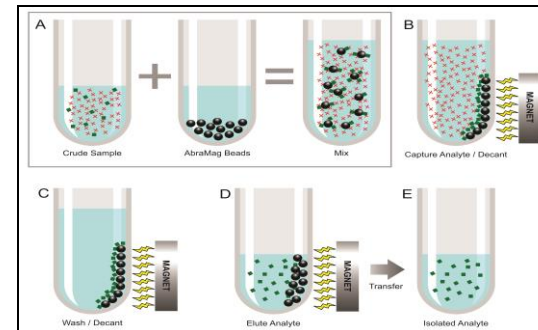 A
B
Crude Sample
AbraMag Beads
Mix
MAGNET
Capture Analyte / Decant
C
D
E
MAGNET
MAGNET
Transfer
Wash / Decant
Elute Analyte
Isolated Analyte